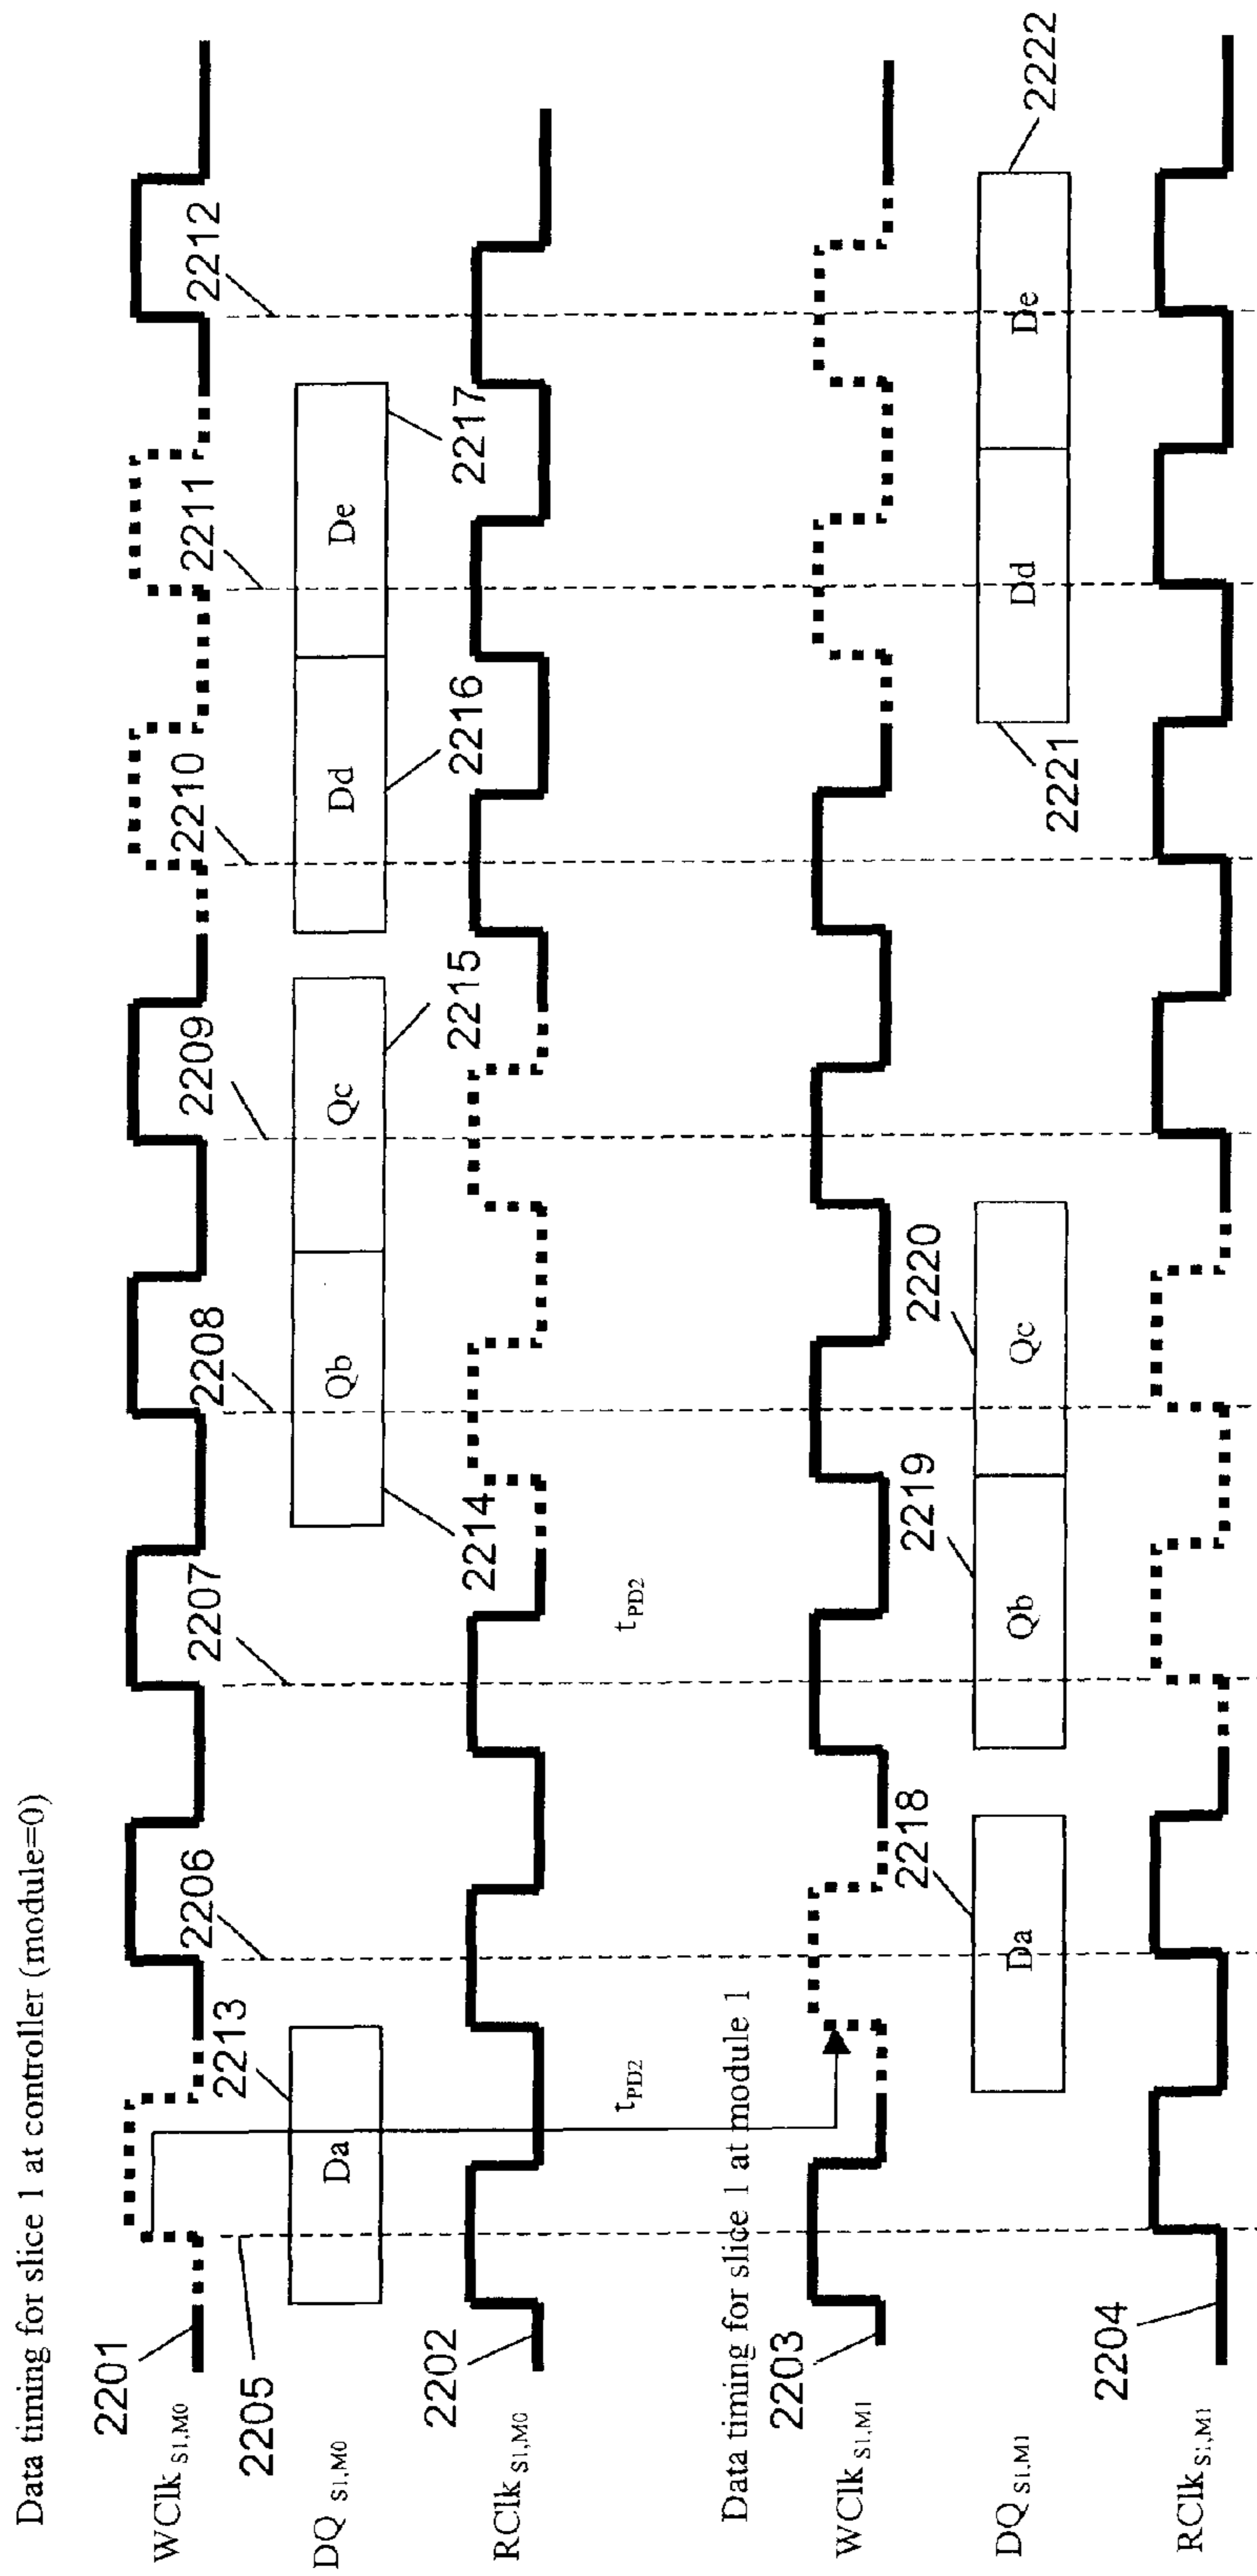 Data timing for slice 1 at controller (module=0)
WClk S1,M0
2201
2205
2206
2207
2208
2209
2210
2211
2212
DQ S1,M0
2213
Da
Qb
Qc
Dd
De
2214
2215
2216
2217
RClk S1,M0
2202
tPD2
tPD2
Data timing for slice 1 at module 1
WClk S1,M1
2203
2218
2219
2220
2221
2222
DQ S1,M1
Da
Qb
Qc
Dd
De
RClk S1,M1
2204